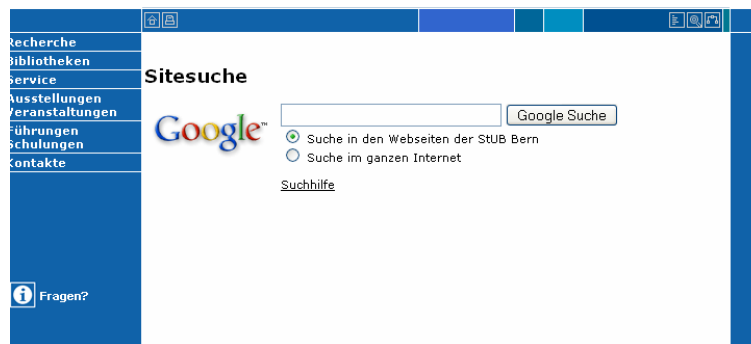 Recherche
Bibliotheken
Service
Ausstellungen
Veranstaltungen
Führungen
Schulungen
Kontakte
Fragen?
Sitesuche
Google™
Google Suche
Suche in den Webseiten der StUB Bern
Suche im ganzen Internet
Suchhilfe